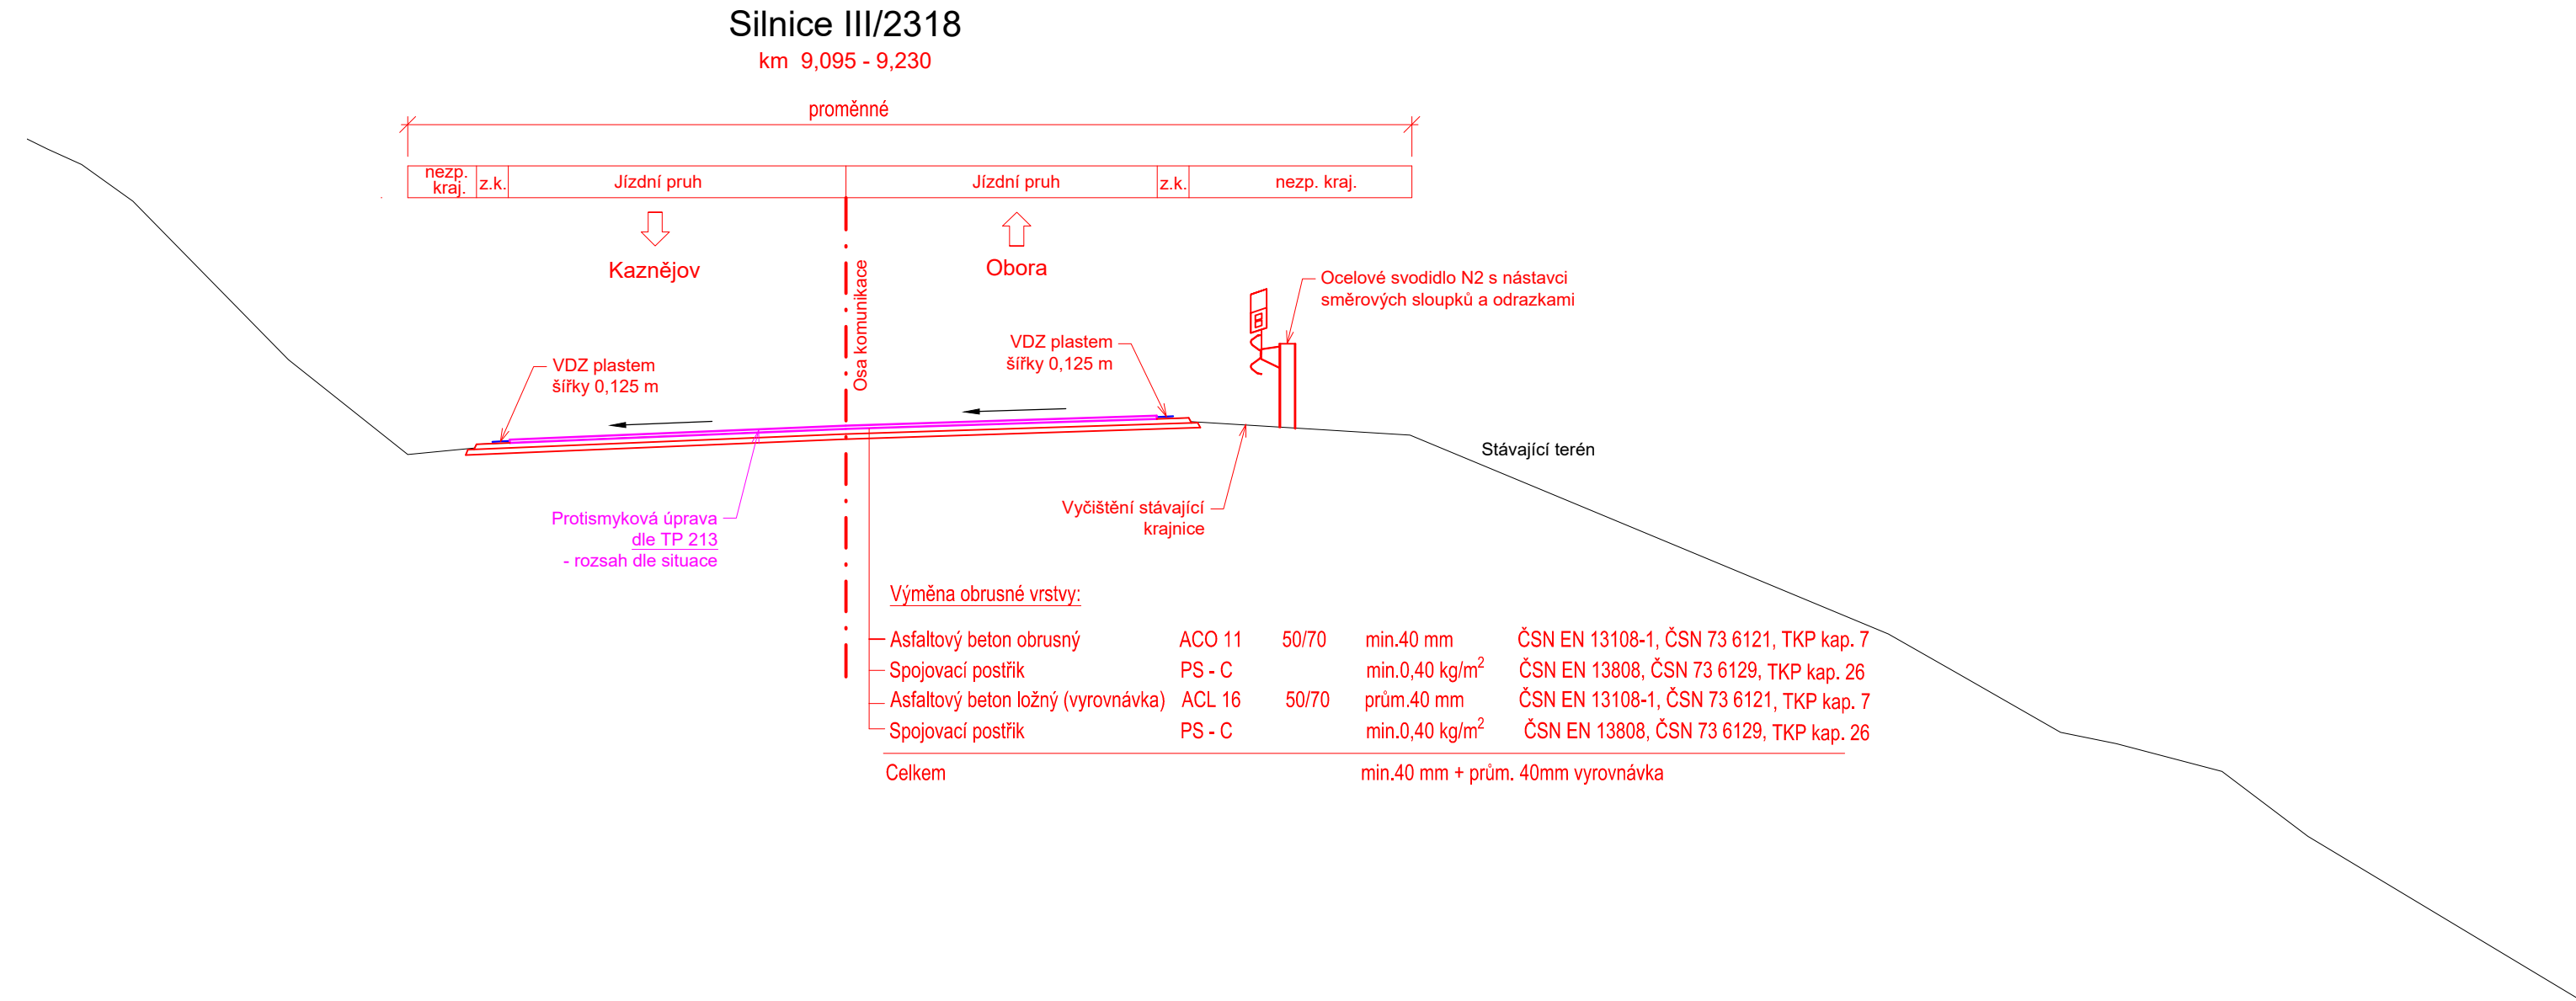 Silnice III/2318
km 9,095 - 9,230
proměnné
nezp.
kraj.
z.k.
Jízdní pruh
Jízdní pruh
z.k.
nezp. kraj.
Kaznějov
Obora
Osa komunikace
Ocelové svodidlo N2 s nástavci
směrových sloupků a odrazkami
VDZ plastem
šířky 0,125 m
VDZ plastem
šířky 0,125 m
Stávající terén
Vyčištění stávající
krajnice
Protismyková úprava
dle TP 213
- rozsah dle situace
Výměna obrusné vrstvy:
Asfaltový beton obrusný ACO 11 50/70 min.40 mm ČSN EN 13108-1, ČSN 73 6121, TKP kap. 7
Spojovací postřik PS - C min.0,40 kg/m² ČSN EN 13808, ČSN 73 6129, TKP kap. 26
Asfaltový beton ložný (vyrovnávka) ACL 16 50/70 prům.40 mm ČSN EN 13108-1, ČSN 73 6121, TKP kap. 7
Spojovací postřik PS - C min.0,40 kg/m² ČSN EN 13808, ČSN 73 6129, TKP kap. 26
Celkem min.40 mm + prům. 40mm vyrovnávka